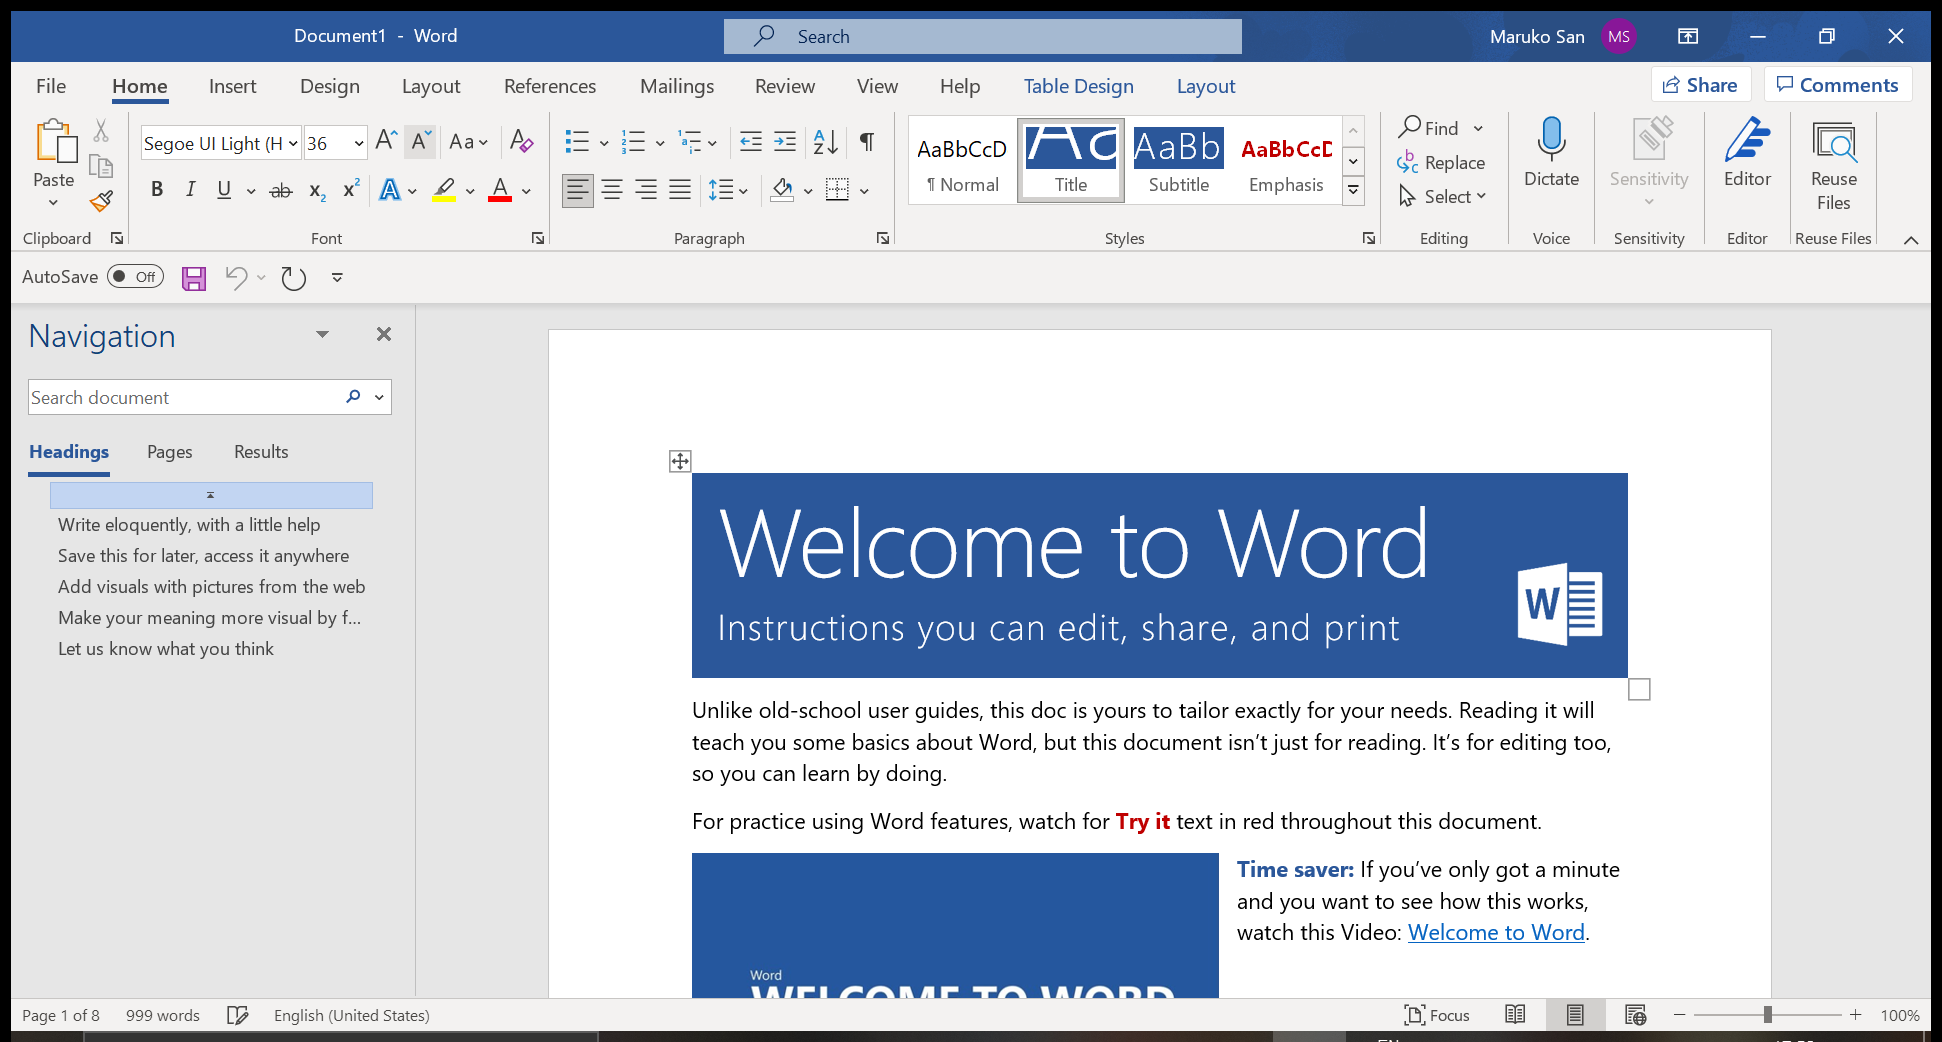 Document1 - Word
Search
Maruko San
MS
File Home Insert Design Layout References Mailings Review View Help Table Design Layout
Share Comments
Paste
Clipboard
Segoe UI Light (H 36
Aa
B I U ab x₂ x² A A
Font
Paragraph
AaBbCcD AaBb AaBbCcD
¶ Normal Title Subtitle Emphasis
Styles
Find
Replace
Select
Editing
Dictate
Voice
Sensitivity
Sensitivity
Editor
Editor
Reuse
Files
Reuse Files
AutoSave Off
Navigation
Search document
Headings Pages Results
Write eloquently, with a little help
Save this for later, access it anywhere
Add visuals with pictures from the web
Make your meaning more visual by f...
Let us know what you think
Welcome to Word
Instructions you can edit, share, and print
W
Unlike old-school user guides, this doc is yours to tailor exactly for your needs. Reading it will
teach you some basics about Word, but this document isn’t just for reading. It’s for editing too,
so you can learn by doing.
For practice using Word features, watch for Try it text in red throughout this document.
Time saver: If you’ve only got a minute
and you want to see how this works,
watch this Video: Welcome to Word.
Word
WELCOME TO WORD
Page 1 of 8 999 words English (United States)
Focus
100%